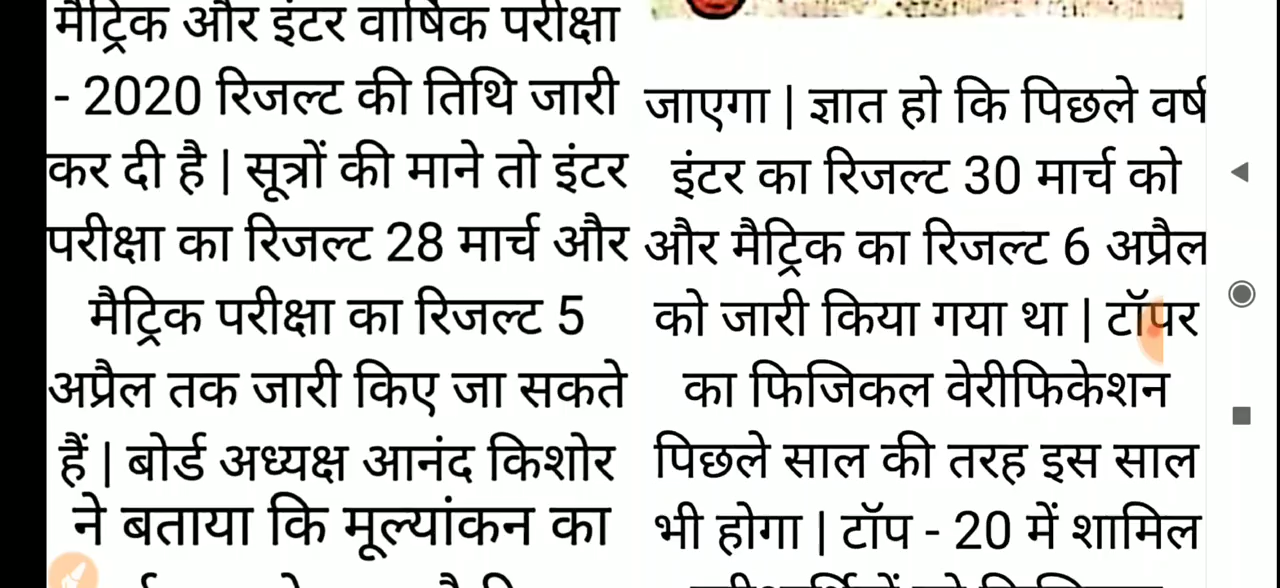 मैट्रिक और इंटर वार्षिक परीक्षा
- 2020 रिजल्ट की तिथि जारी
कर दी है | सूत्रों की माने तो इंटर
परीक्षा का रिजल्ट 28 मार्च और
मैट्रिक परीक्षा का रिजल्ट 5
अप्रैल तक जारी किए जा सकते
हैं | बोर्ड अध्यक्ष आनंद किशोर
ने बताया कि मूल्यांकन का
जाएगा | ज्ञात हो कि पिछले वर्ष
इंटर का रिजल्ट 30 मार्च को
और मैट्रिक का रिजल्ट 6 अप्रैल
को जारी किया गया था | टॉपर
का फिजिकल वेरीफिकेशन
पिछले साल की तरह इस साल
भी होगा | टॉप - 20 में शामिल